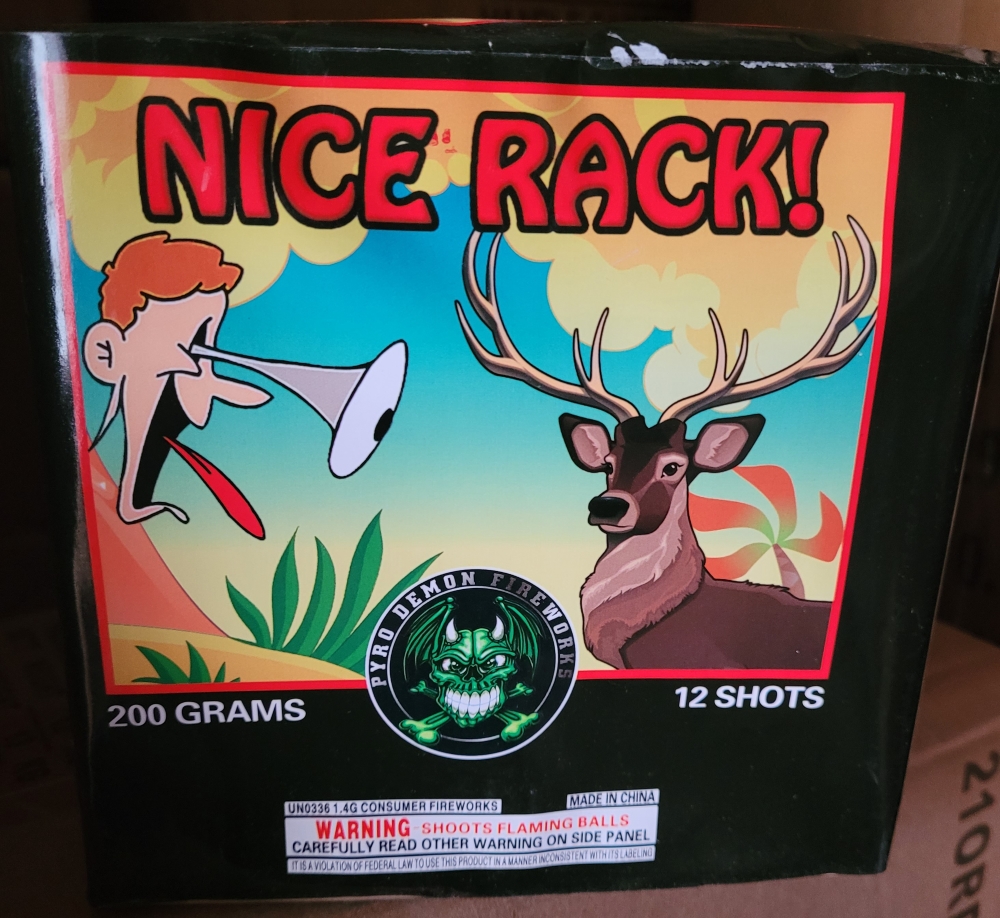 NICE RACK!
PYRO DEMON FIREWORKS
200 GRAMS
12 SHOTS
UN0336 1.4G CONSUMER FIREWORKS
MADE IN CHINA
WARNING SHOOTS FLAMING BALLS
CAREFULLY READ OTHER WARNING ON SIDE PANEL
IT IS A VIOLATION OF FEDERAL LAW TO USE THIS PRODUCT IN A MANNER INCONSISTENT WITH ITS LABELING